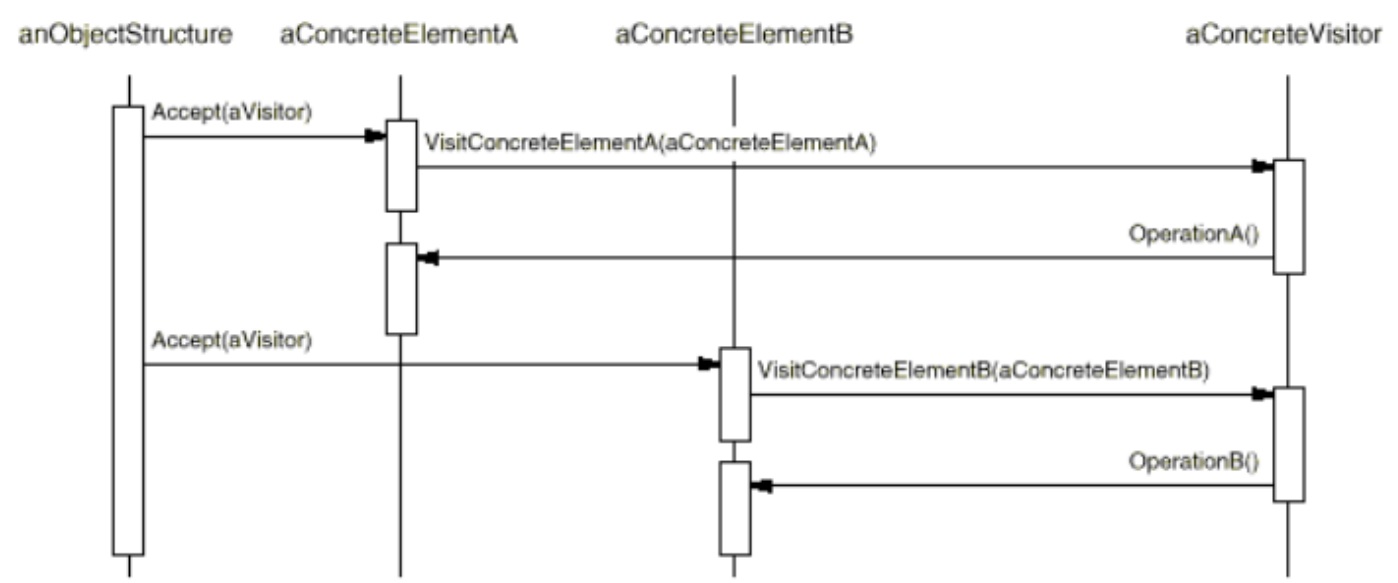 anObjectStructure aConcreteElementA aConcreteElementB aConcreteVisitor
Accept(aVisitor)
VisitConcreteElementA(aConcreteElementA)
OperationA()
Accept(aVisitor)
VisitConcreteElementB(aConcreteElementB)
OperationB()